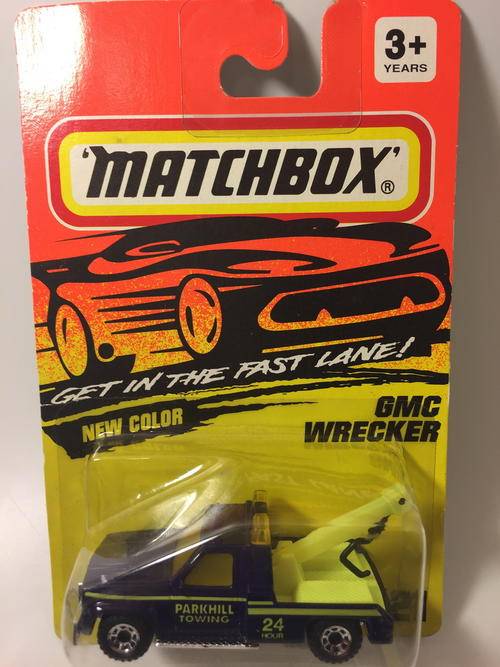 3+
YEARS
'MATCHBOX'®
GET IN THE FAST LANE!
NEW COLOR
GMC
WRECKER
PARKHILL
TOWING
24
HOUR